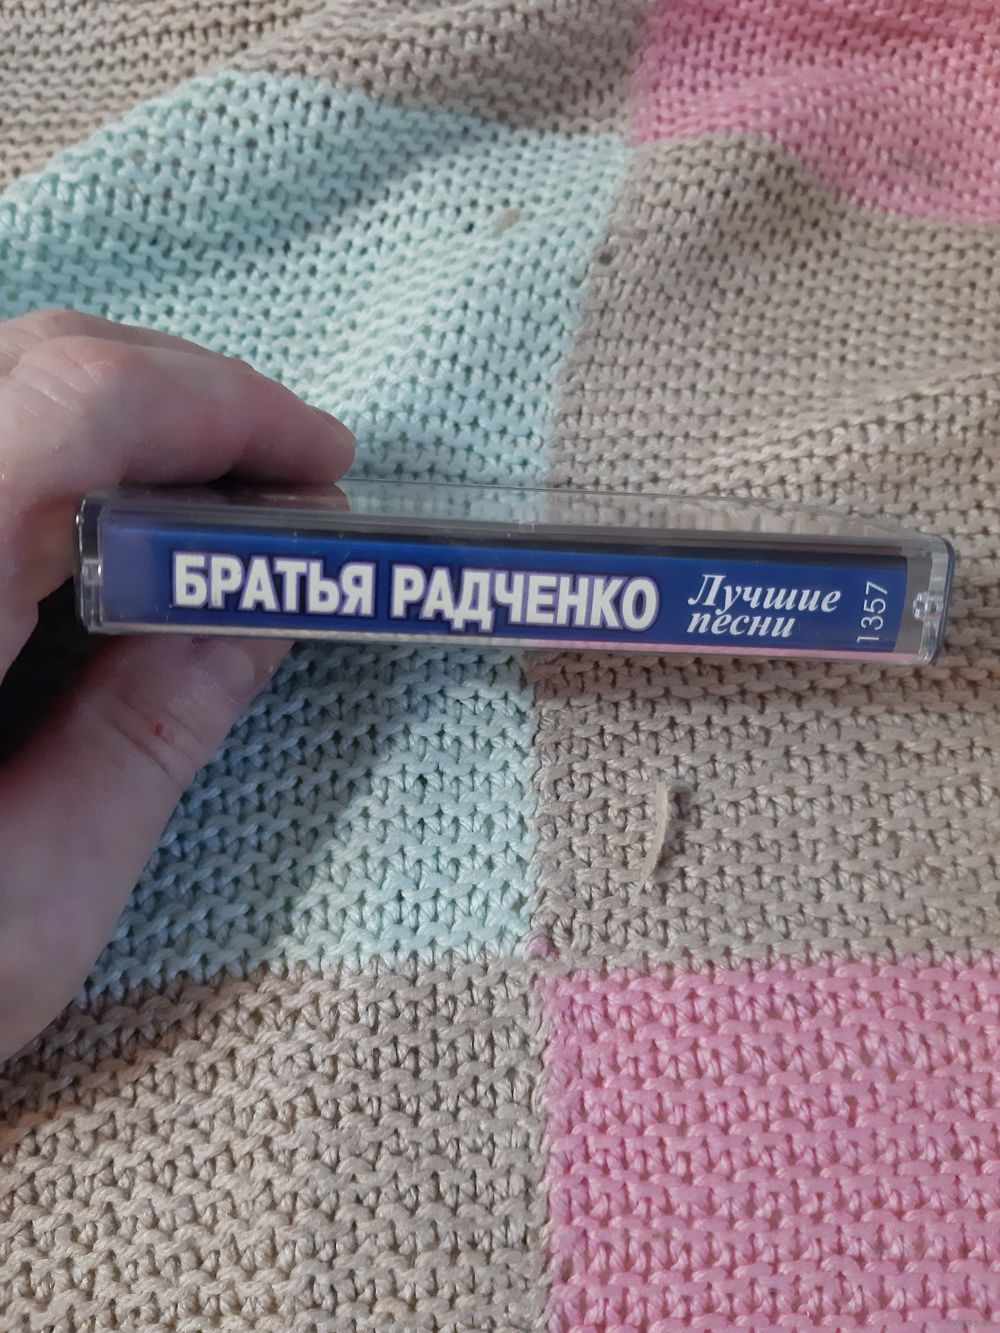 БРАТЬЯ РАДЧЕНКО
Лучшие
песни
1357